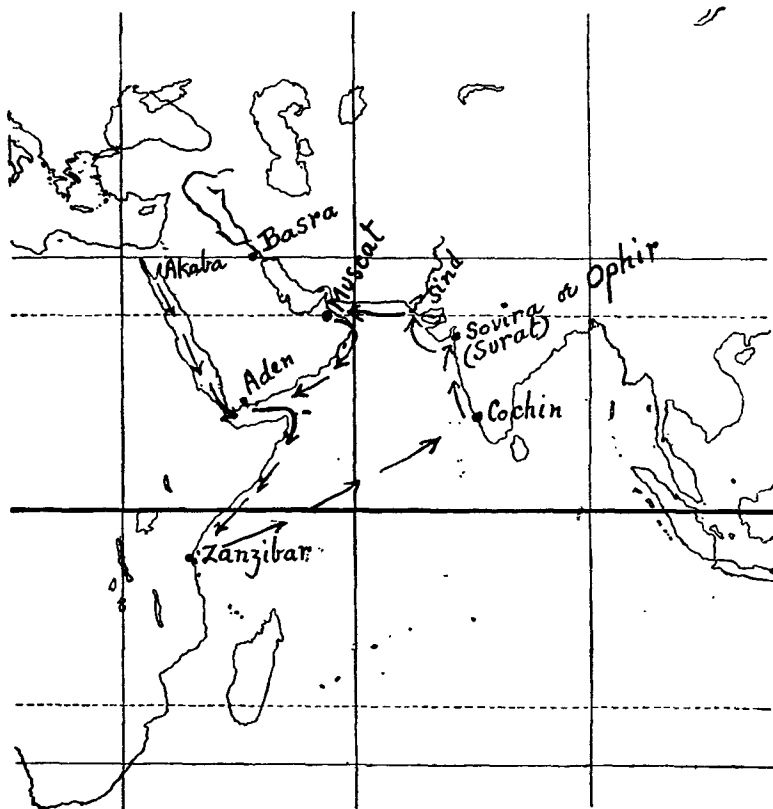 Basra
Akaba
Muscat
Sind
Sovira or Ophir
(Surat)
Aden
Cochin
Zanzibar